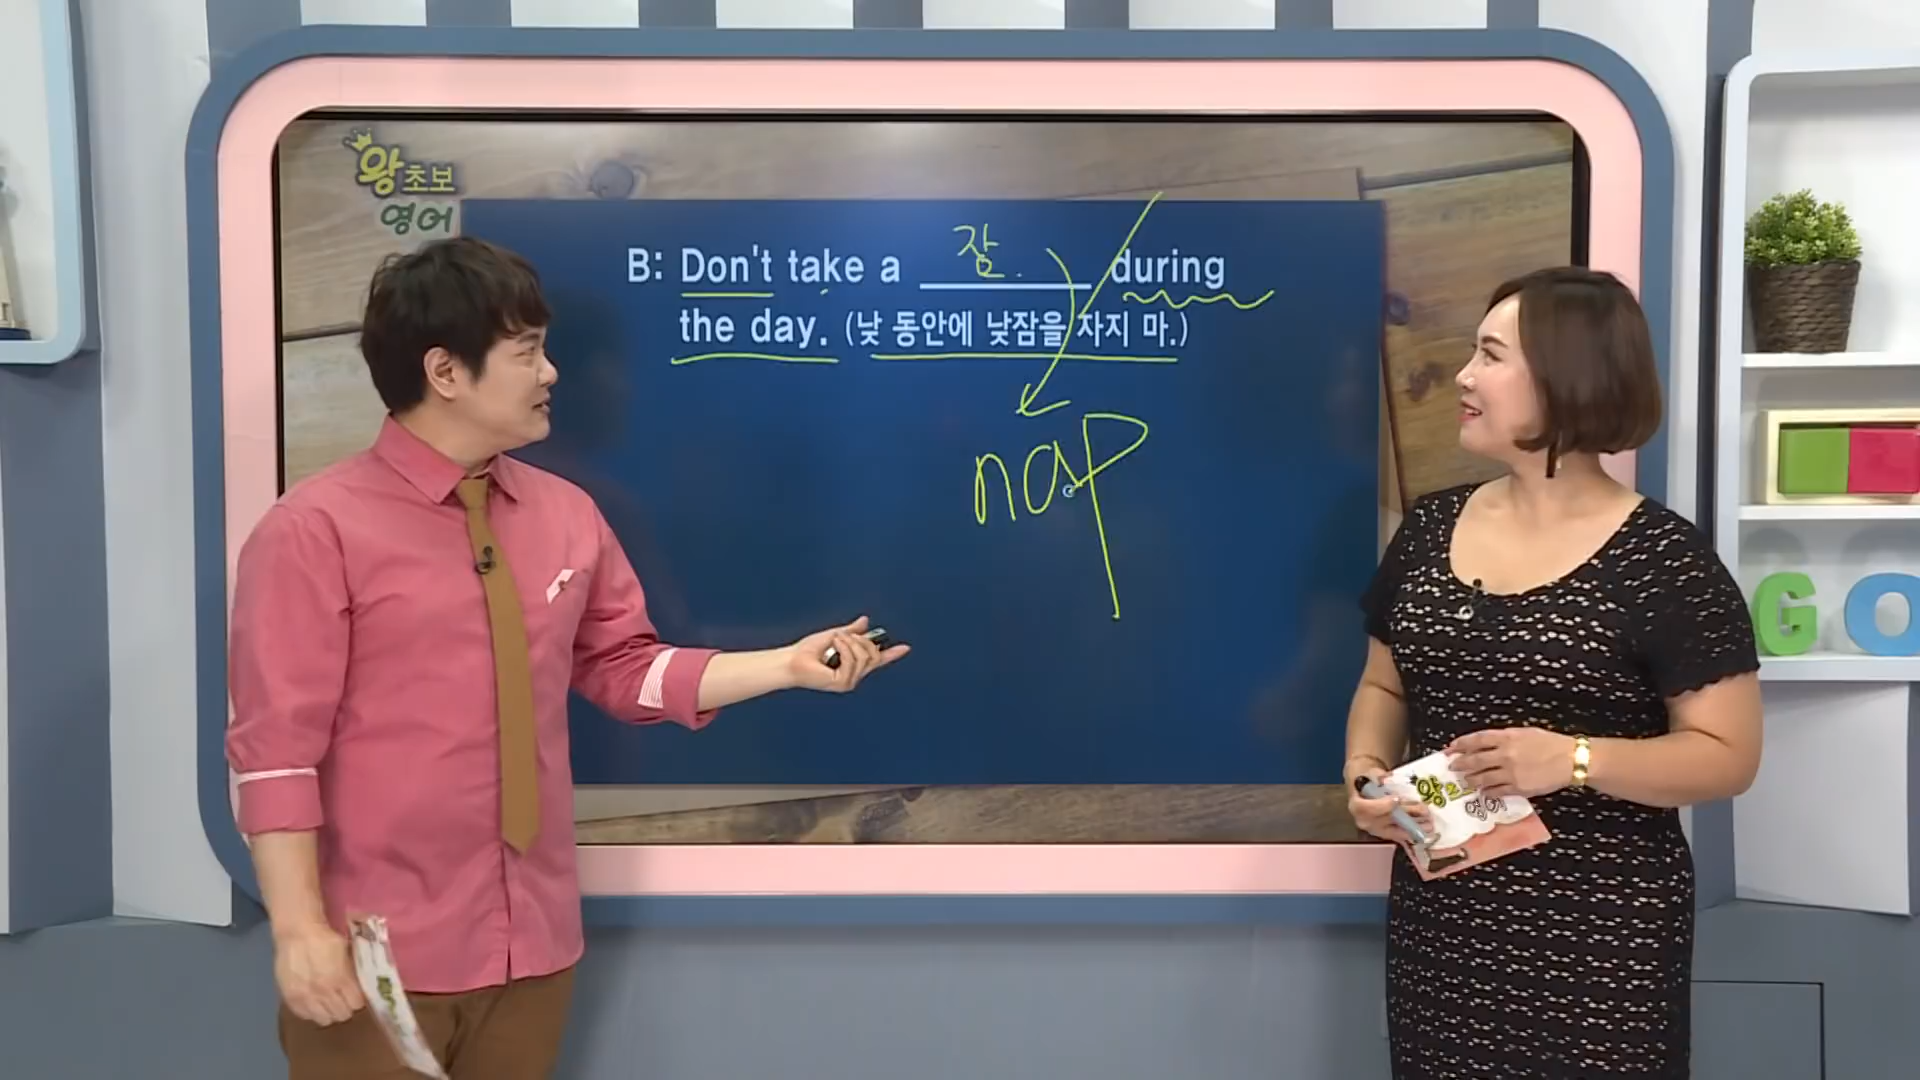 왕초보
영어
B: Don't take a 잠. during
the day. (낮 동안에 낮잠을 자지 마.)
nap
GO
왕초
영어